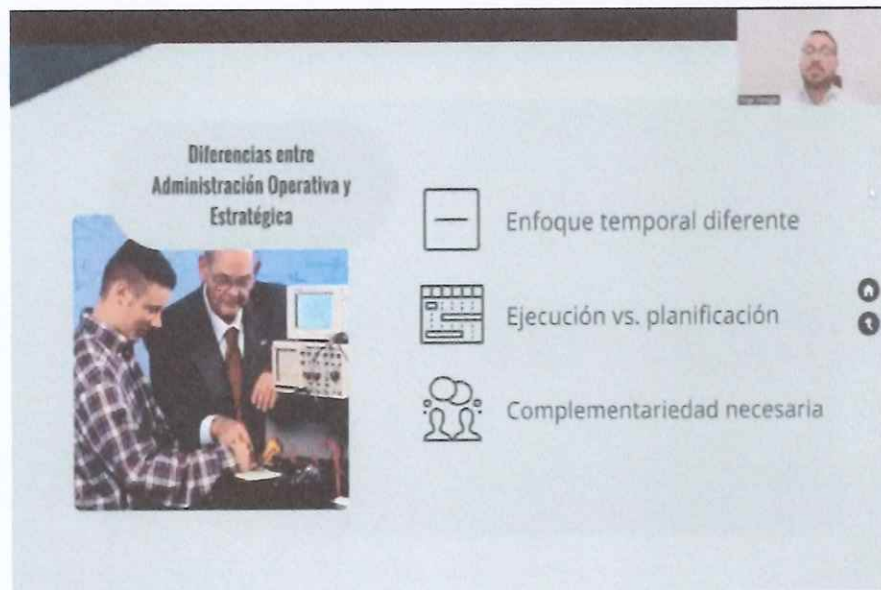 Diferencias entre
Administración Operativa y
Estratégica
Enfoque temporal diferente
Ejecución vs. planificación
Complementariedad necesaria